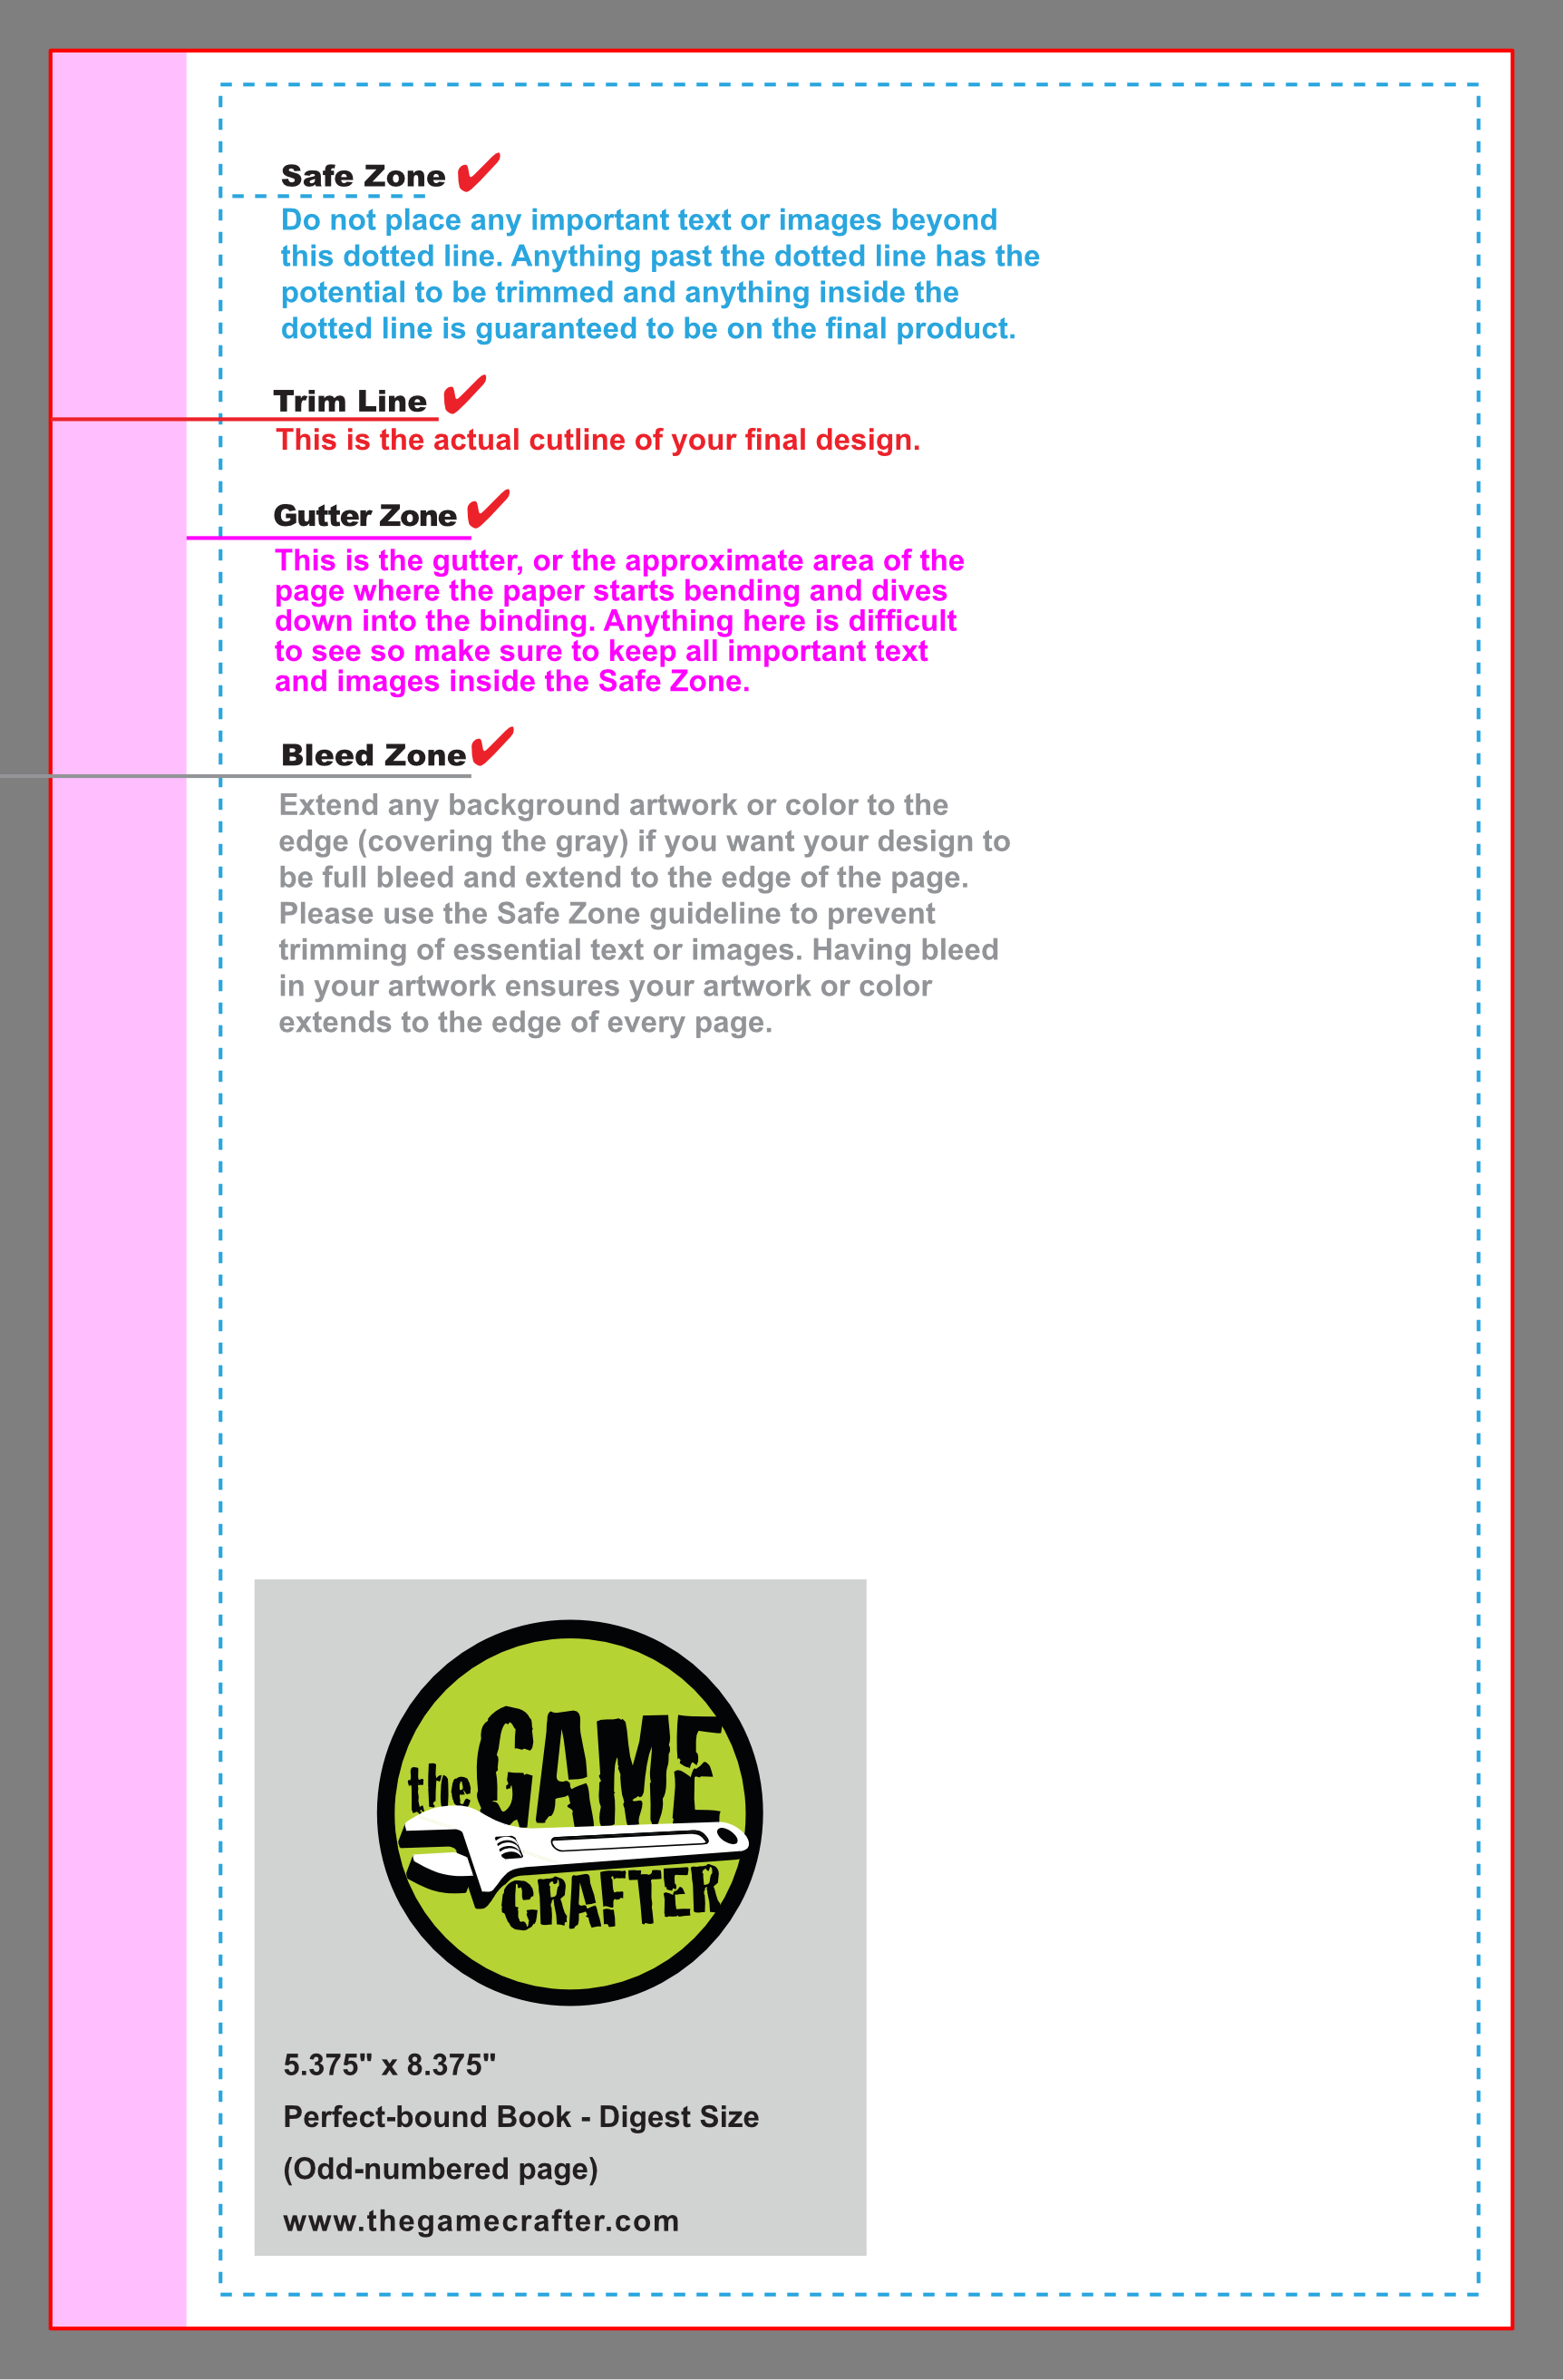 Safe Zone
Do not place any important text or images beyond
this dotted line. Anything past the dotted line has the
potential to be trimmed and anything inside the
dotted line is guaranteed to be on the final product.
Trim Line
This is the actual cutline of your final design.
Gutter Zone
This is the gutter, or the approximate area of the
page where the paper starts bending and dives
down into the binding. Anything here is difficult
to see so make sure to keep all important text
and images inside the Safe Zone.
Bleed Zone
Extend any background artwork or color to the
edge (covering the gray) if you want your design to
be full bleed and extend to the edge of the page.
Please use the Safe Zone guideline to prevent
trimming of essential text or images. Having bleed
in your artwork ensures your artwork or color
extends to the edge of every page.
the GAME
CRAFTER
5.375" x 8.375"
Perfect-bound Book - Digest Size
(Odd-numbered page)
www.thegamecrafter.com